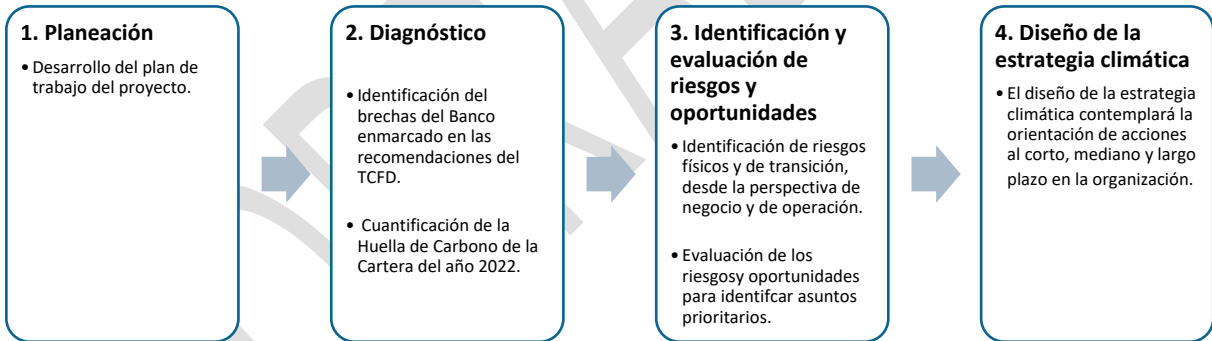 1. Planeación
• Desarrollo del plan de
trabajo del proyecto.
2. Diagnóstico
• Identificación del
brechas del Banco
enmarcado en las
recomendaciones del
TCFD.
• Cuantificación de la
Huella de Carbono de la
Cartera del año 2022.
3. Identificación y
evaluación de
riesgos y
oportunidades
• Identificación de riesgos
físicos y de transición,
desde la perspectiva de
negocio y de operación.
• Evaluación de los
riesgosy oportunidades
para identifcar asuntos
prioritarios.
4. Diseño de la
estrategia climática
• El diseño de la estrategia
climática contemplará la
orientación de acciones
al corto, mediano y largo
plazo en la organización.